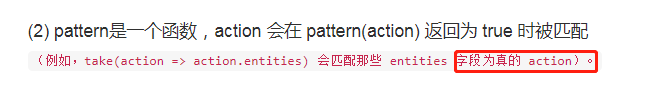 (2) pattern是一个函数，action 会在 pattern(action) 返回为 true 时被匹配
（例如，take(action => action.entities) 会匹配那些 entities 字段为真的 action）。